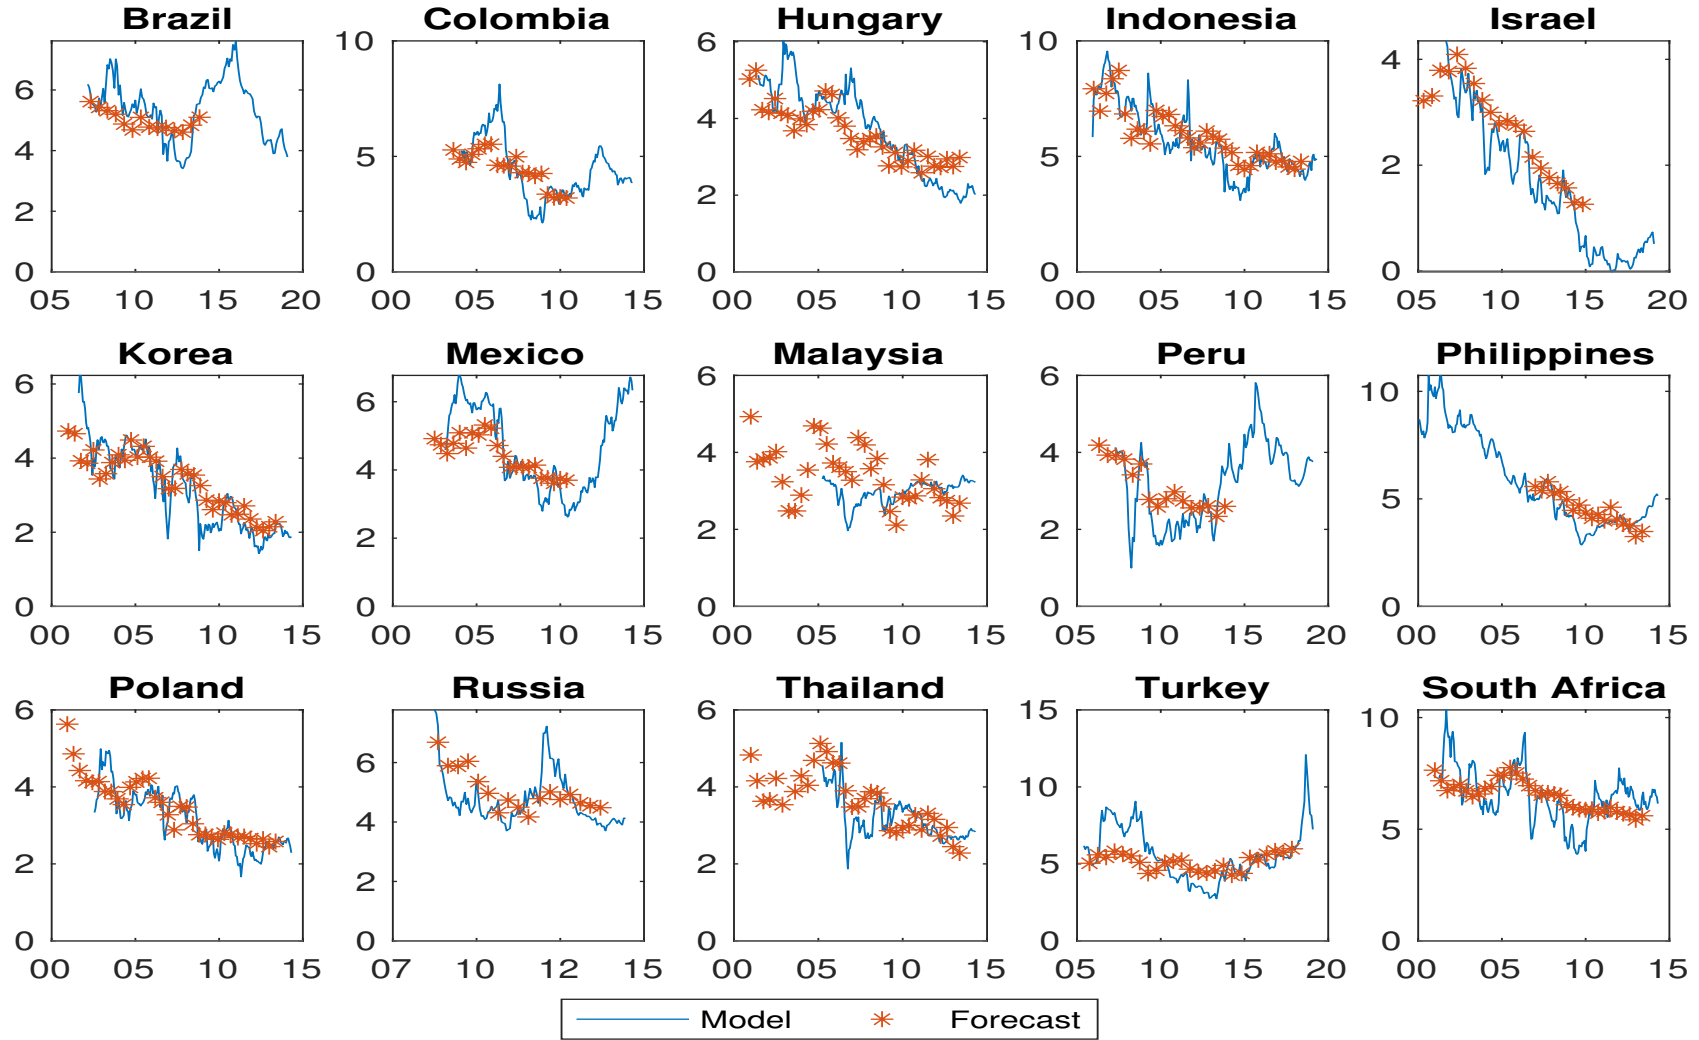 Brazil Colombia Hungary Indonesia Israel
6 4 2 0 10 5 0 6 4 2 0 10 5 0 4 2 0
05 10 15 20 00 05 10 15 00 05 10 15 00 05 10 15 05 10 15 20
Korea Mexico Malaysia Peru Philippines
6 4 2 0 6 4 2 0 6 4 2 0 6 4 2 0 10 5 0
00 05 10 15 00 05 10 15 00 05 10 15 05 10 15 20 00 05 10 15
Poland Russia Thailand Turkey South Africa
6 4 2 0 6 4 2 0 6 4 2 0 15 10 5 0 10 5 0
00 05 10 15 07 10 12 15 00 05 10 15 05 10 15 20 00 05 10 15
Model Forecast